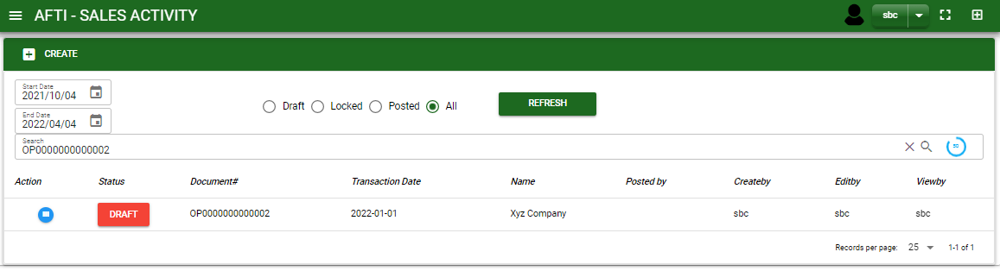 AFTI - SALES ACTIVITY
sbc
CREATE
Start Date
2021/10/04
Draft Locked Posted All
REFRESH
End Date
2022/04/04
Search
OP0000000000002
Action Status Document# Transaction Date Name Posted by Createby Editby Viewby
DRAFT OP0000000000002 2022-01-01 Xyz Company sbc sbc sbc
Records per page: 25 1-1 of 1